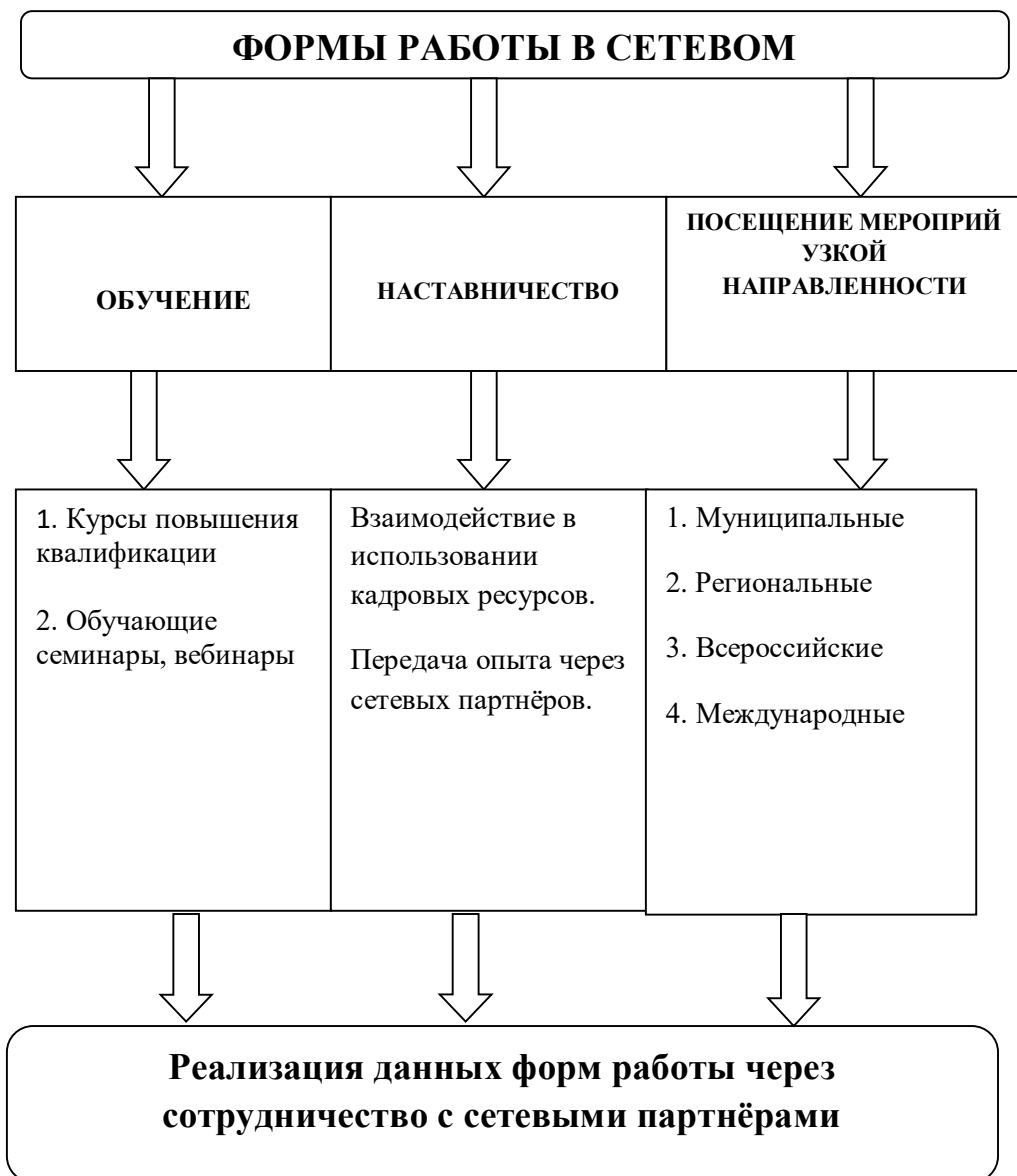 ФОРМЫ РАБОТЫ В СЕТЕВОМ
ОБУЧЕНИЕ
НАСТАВНИЧЕСТВО
ПОСЕЩЕНИЕ МЕРОПРИЙ
УЗКОЙ
НАПРАВЛЕННОСТИ
1. Курсы повышения
квалификации
2. Обучающие
семинары, вебинары
Взаимодействие в
использовании
кадровых ресурсов.
Передача опыта через
сетевых партнёров.
1. Муниципальные
2. Региональные
3. Всероссийские
4. Международные
Реализация данных форм работы через
сотрудничество с сетевыми партнёрами